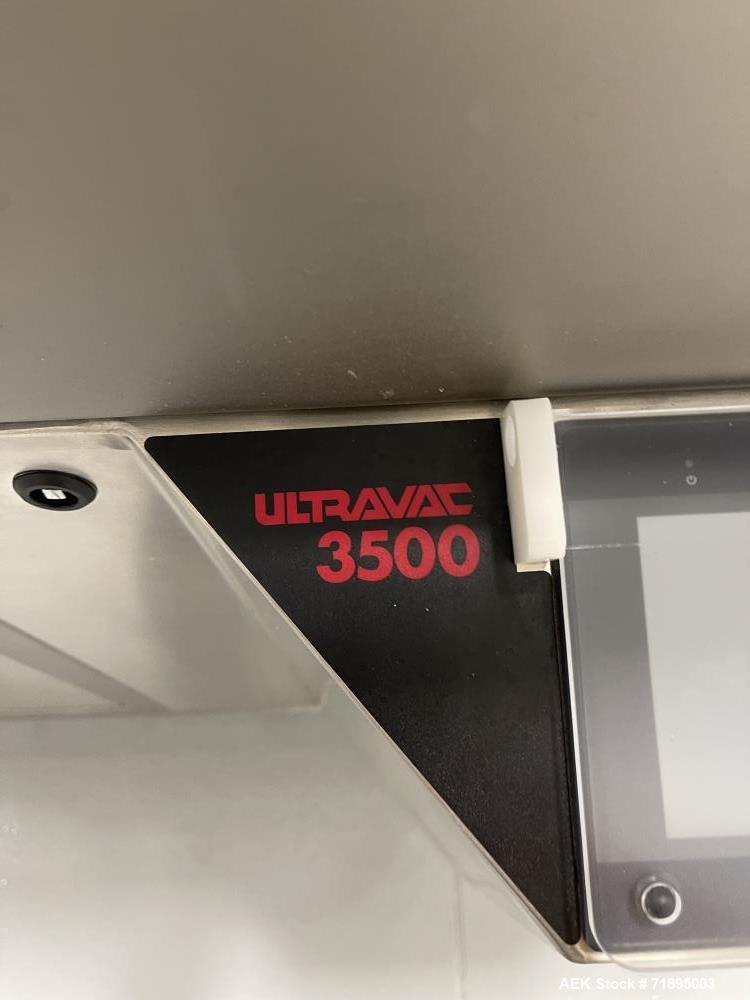 ULTRAVAC
3500
AEK Stock # 71895003